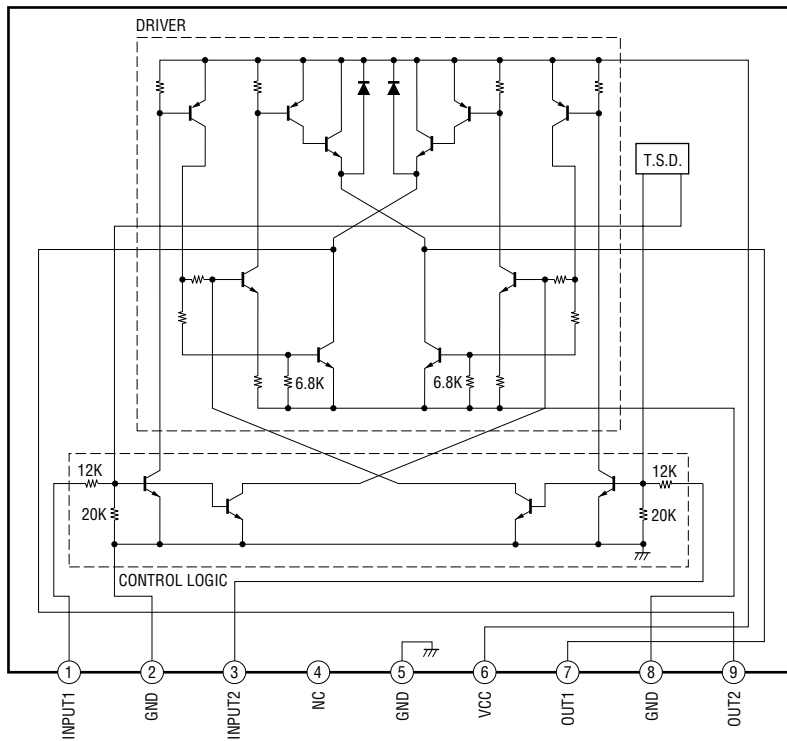 DRIVER
T.S.D.
6.8K
6.8K
12K
12K
20K
20K
CONTROL LOGIC
1
2
3
4
5
6
7
8
9
INPUT1
GND
INPUT2
NC
GND
VCC
OUT1
GND
OUT2